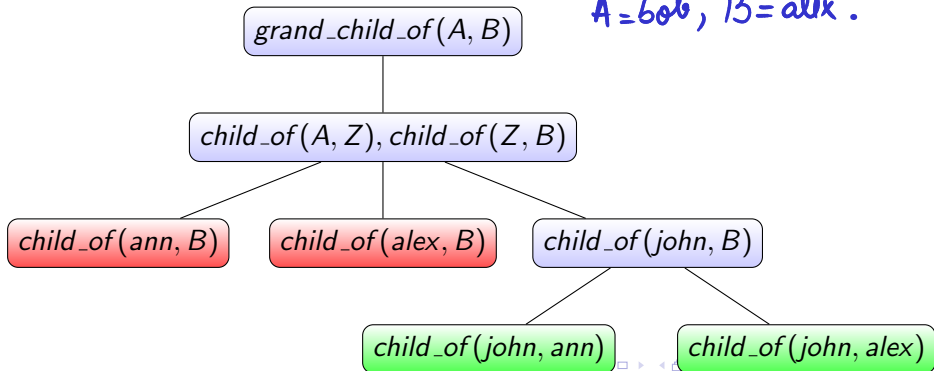 A = bob, B = alex.
grand_child_of(A, B)
child_of(A, Z), child_of(Z, B)
child_of(ann, B) child_of(alex, B) child_of(john, B)
child_of(john, ann) child_of(john, alex)